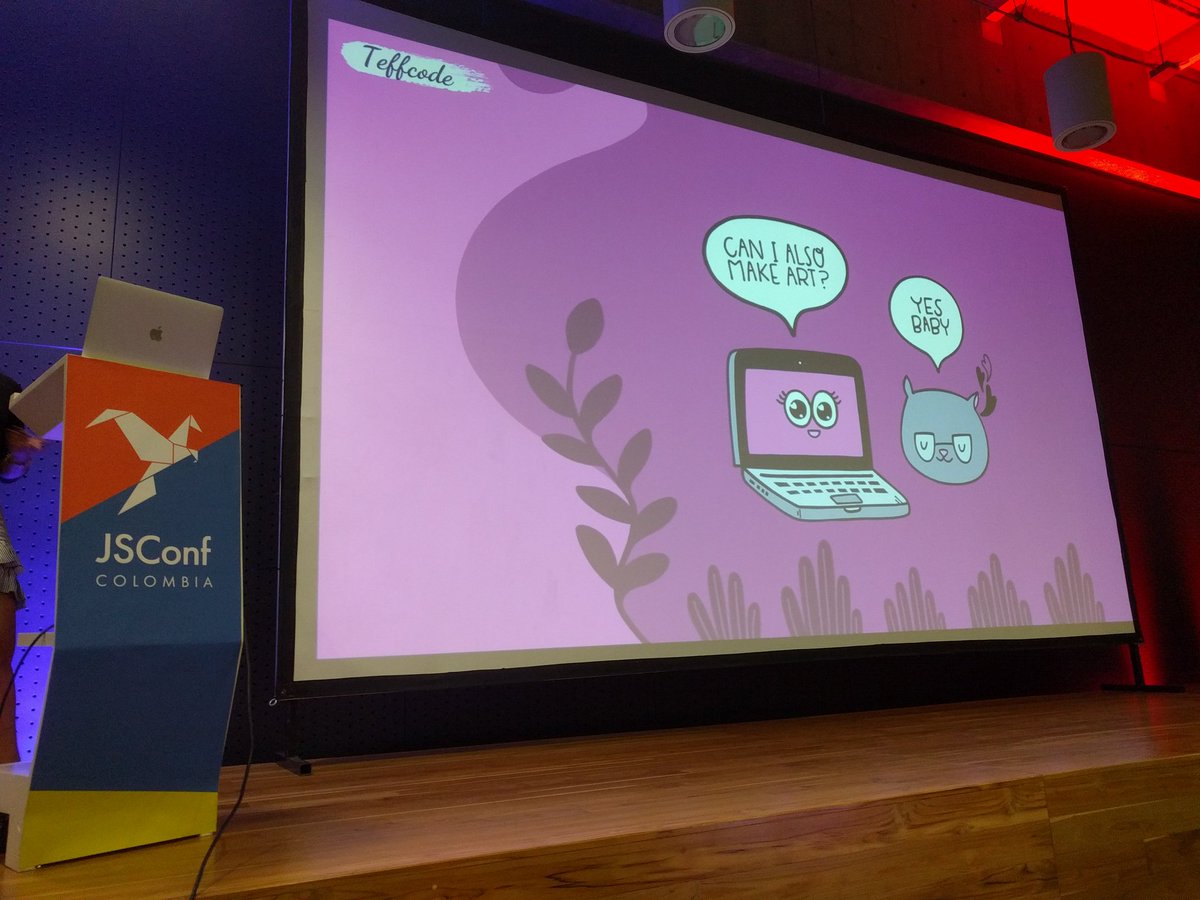 Teffcode
CAN I ALSO
MAKE ART?
YES
BABY
JSConf
COLOMBIA